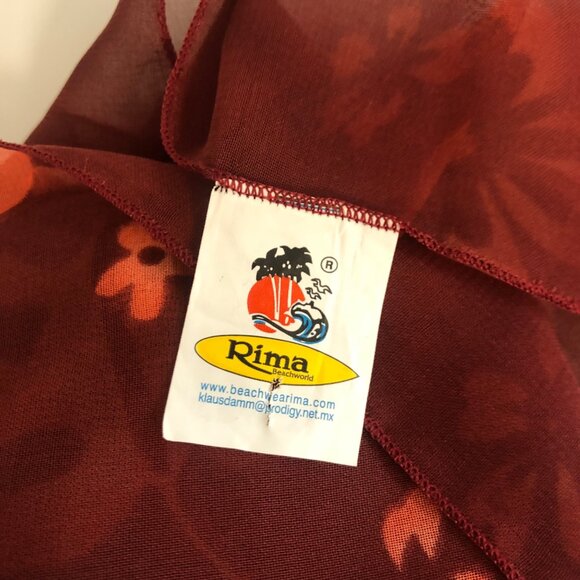 ®
Rima
Beachworld
www.beachwearima.com
klausdamm@prodigy.net.mx